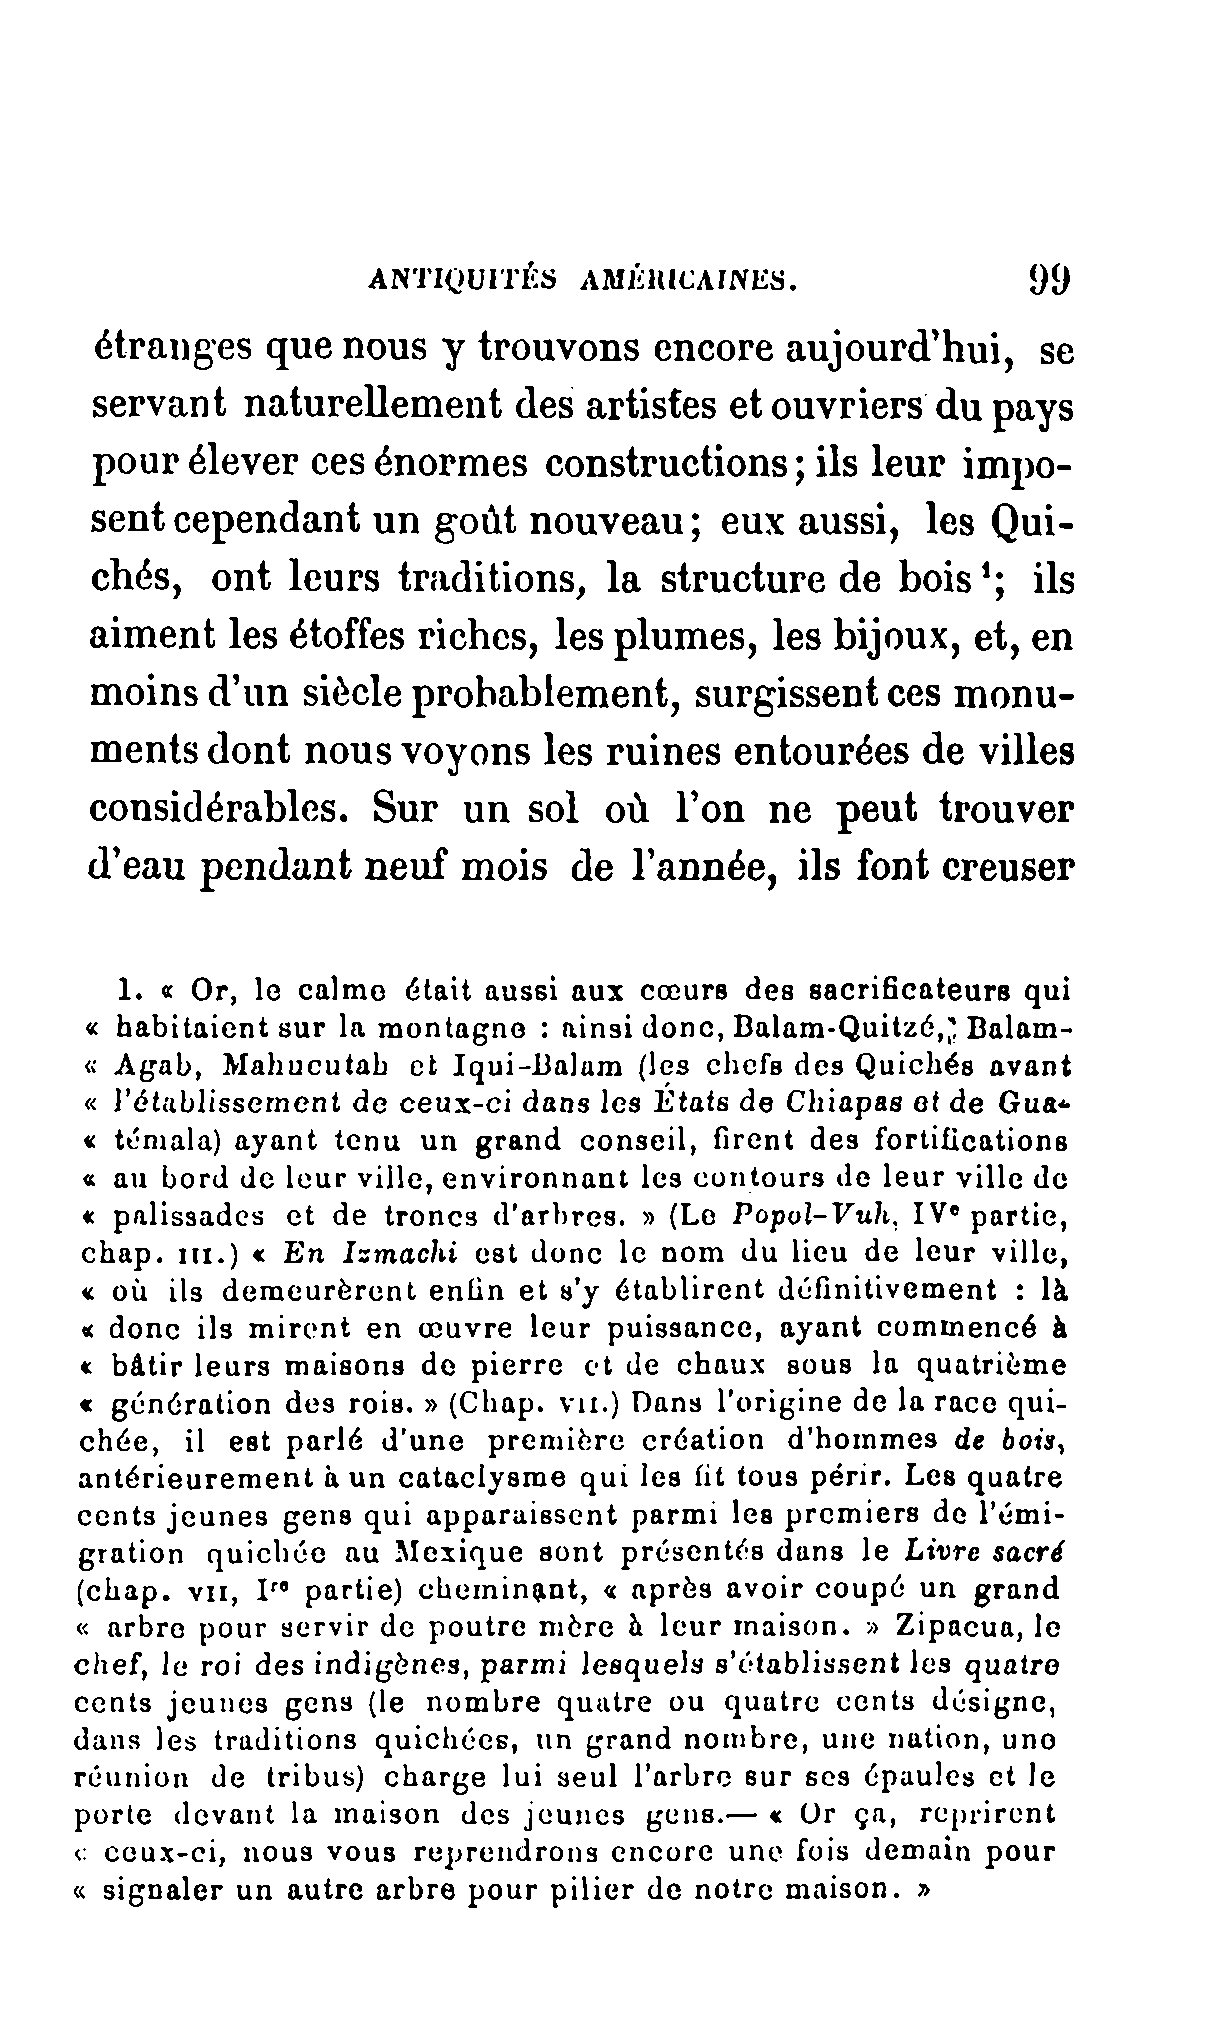 ANTIQUITÉS AMÉRICAINES. 99
étranges que nous y trouvons encore aujourd'hui, se
servant naturellement des artistes et ouvriers du pays
pour élever ces énormes constructions; ils leur impo-
sent cependant un goût nouveau; eux aussi, les Qui-
chés, ont leurs traditions, la structure de bois¹; ils
aiment les étoffes riches, les plumes, les bijoux, et, en
moins d'un siècle probablement, surgissent ces monu-
ments dont nous voyons les ruines entourées de villes
considérables. Sur un sol où l'on ne peut trouver
d'eau pendant neuf mois de l'année, ils font creuser
1. « Or, le calme était aussi aux cœurs des sacrificateurs qui
« habitaient sur la montagne : ainsi donc, Balam-Quitzé, Balam-
« Agab, Mahucutah et Iqui-Balam (les chefs des Quichés avant
« l'établissement de ceux-ci dans les États de Chiapas et de Gua-
« témala) ayant tenu un grand conseil, firent des fortifications
« au bord de leur ville, environnant les contours de leur ville de
« palissades et de troncs d'arbres. » (Le Popol-Vuh, IVe partie,
chap. III.) « En Izmachi est donc le nom du lieu de leur ville,
« où ils demeurèrent enfin et s'y établirent définitivement : là
« donc ils mirent en œuvre leur puissance, ayant commencé à
« bâtir leurs maisons de pierre et de chaux sous la quatrième
« génération des rois. » (Chap. VII.) Dans l'origine de la race qui-
chée, il est parlé d'une première création d'hommes de bois,
antérieurement à un cataclysme qui les fit tous périr. Les quatre
cents jeunes gens qui apparaissent parmi les premiers de l'émi-
gration quichée au Mexique sont présentés dans le Livre sacré
(chap. VII, Ire partie) cheminant, « après avoir coupé un grand
« arbre pour servir de poutre mère à leur maison. » Zipacua, le
chef, le roi des indigènes, parmi lesquels s'établissent les quatre
cents jeunes gens (le nombre quatre ou quatre cents désigne,
dans les traditions quichées, un grand nombre, une nation, une
réunion de tribus) charge lui seul l'arbre sur ses épaules et le
porte devant la maison des jeunes gens.— « Or ça, reprirent
« ceux-ci, nous vous reprendrons encore une fois demain pour
« signaler un autre arbre pour pilier de notre maison. »